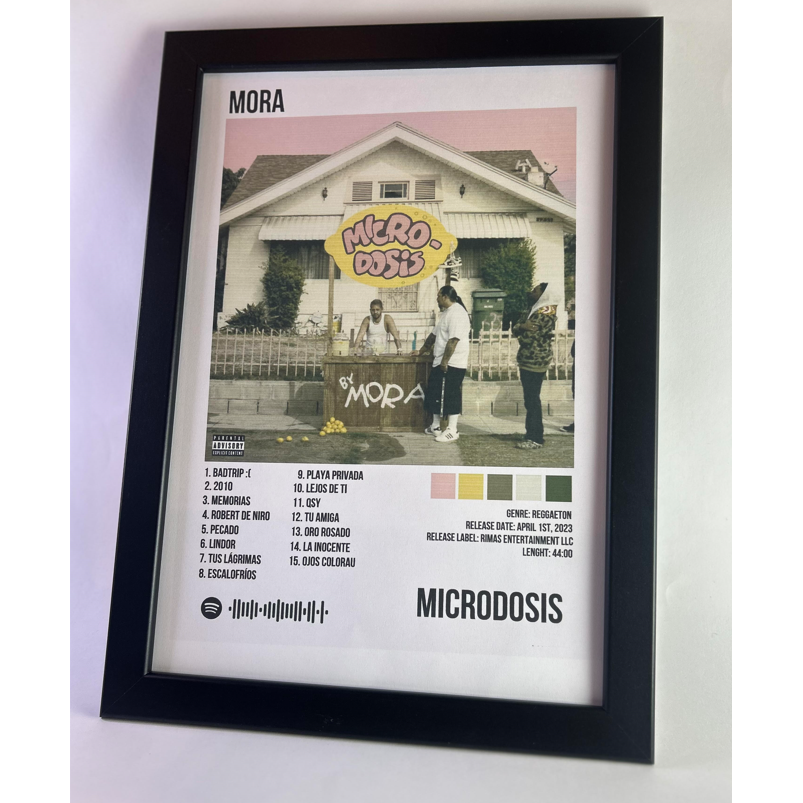 MORA
MICRO-
DOSIS
BY
MORA
PARENTAL
ADVISORY
EXPLICIT CONTENT
1. BADTRIP :(
2. 2010
3. MEMORIAS
4. ROBERT DE NIRO
5. PECADO
6. LINDOR
7. TUS LÁGRIMAS
8. ESCALOFRÍOS
9. PLAYA PRIVADA
10. LEJOS DE TI
11. QSY
12. TU AMIGA
13. ORO ROSADO
14. LA INOCENTE
15. OJOS COLORAU
GENRE: REGGAETON
RELEASE DATE: APRIL 1ST, 2023
RELEASE LABEL: RIMAS ENTERTAINMENT LLC
LENGHT: 44:00
MICRODOSIS